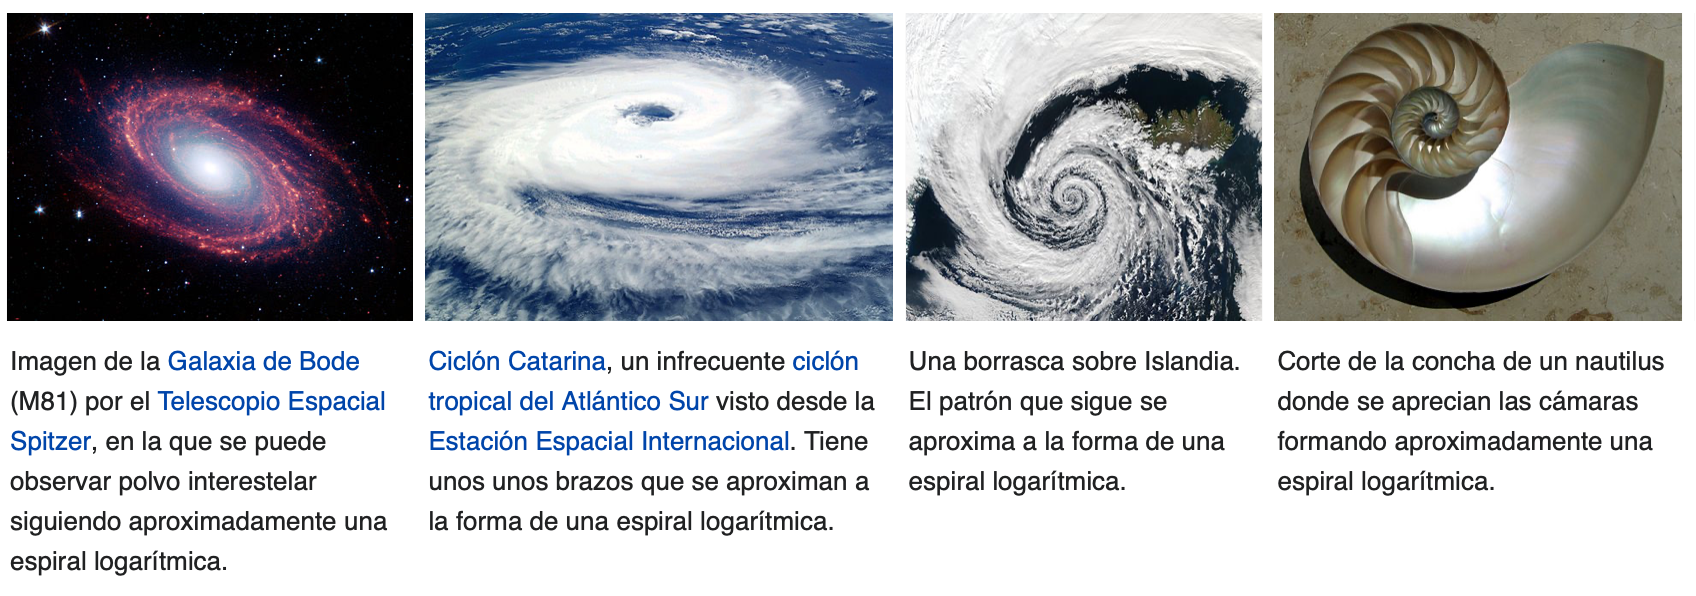 Imagen de la Galaxia de Bode
(M81) por el Telescopio Espacial
Spitzer, en la que se puede
observar polvo interestelar
siguiendo aproximadamente una
espiral logarítmica.
Ciclón Catarina, un infrecuente ciclón
tropical del Atlántico Sur visto desde la
Estación Espacial Internacional. Tiene
unos unos brazos que se aproximan a
la forma de una espiral logarítmica.
Una borrasca sobre Islandia.
El patrón que sigue se
aproxima a la forma de una
espiral logarítmica.
Corte de la concha de un nautilus
donde se aprecian las cámaras
formando aproximadamente una
espiral logarítmica.